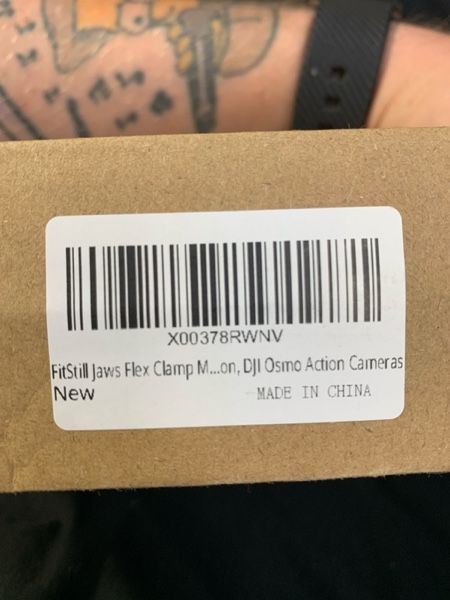 X00378RWNV
FitStill Jaws Flex Clamp M...on, DJI Osmo Action Cameras
New
MADE IN CHINA